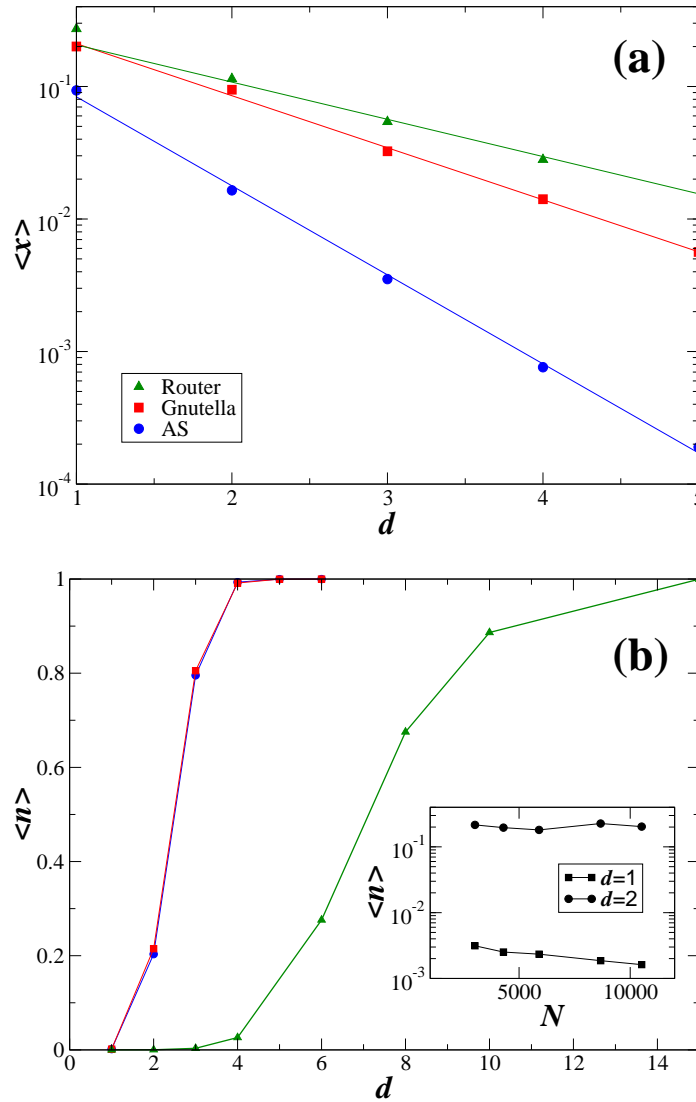 (a)
10^-1
10^-2
10^-3
10^-4
<x>
Router
Gnutella
AS
1 2 3 4 5
d
(b)
1
0.8
0.6
0.4
0.2
0
<n>
0 2 4 6 8 10 12 14
d
10^-1
10^-2
10^-3
<n>
d=1
d=2
5000 10000
N